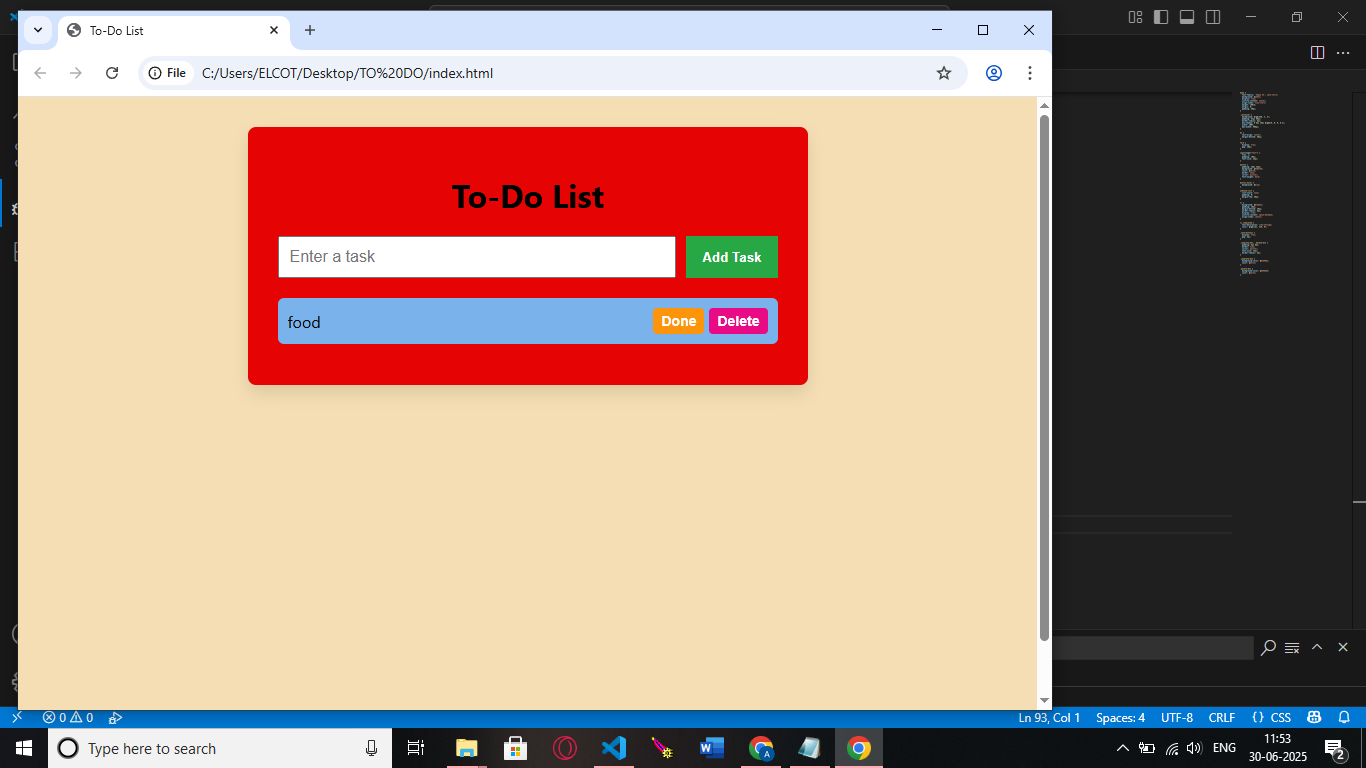 To-Do List
File
C:/Users/ELCOT/Desktop/TO%20DO/index.html
To-Do List
Enter a task
Add Task
food
Done
Delete
0 0
Ln 93, Col 1
Spaces: 4
UTF-8
CRLF
{ } CSS
Type here to search
W
A
ENG
11:53
30-06-2025
2